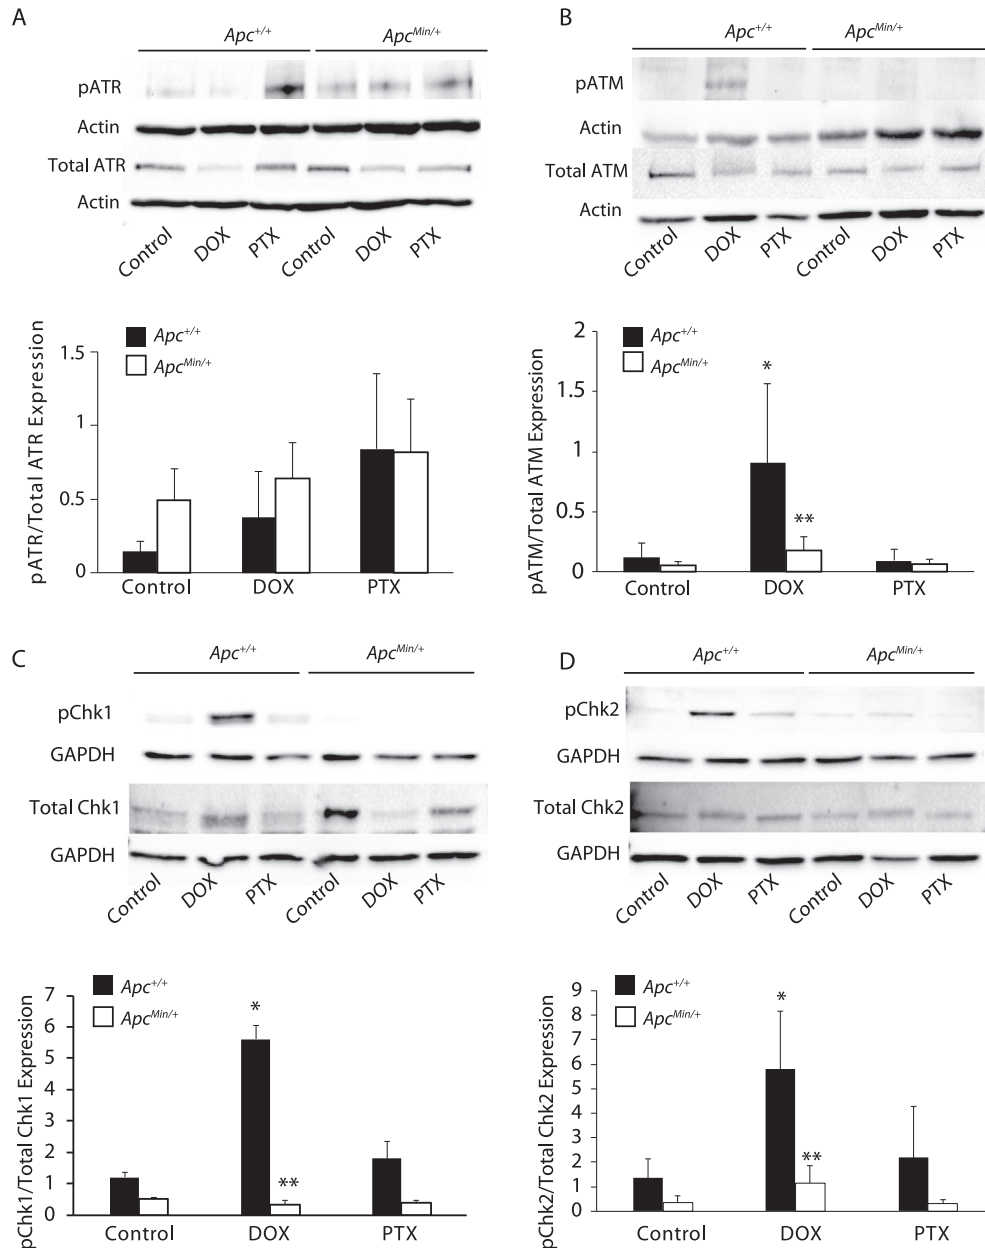 A
Apc+/+ ApcMin/+
pATR
Actin
Total ATR
Actin
Control DOX PTX Control DOX PTX
pATR/Total ATR Expression
Apc+/+
ApcMin/+
1.5
1
0.5
0
Control DOX PTX
B
Apc+/+ ApcMin/+
pATM
Actin
Total ATM
Actin
Control DOX PTX Control DOX PTX
pATM/Total ATM Expression
Apc+/+
ApcMin/+
2
1.5
1
0.5
0
*
**
Control DOX PTX
C
Apc+/+ ApcMin/+
pChk1
GAPDH
Total Chk1
GAPDH
Control DOX PTX Control DOX PTX
pChk1/Total Chk1 Expression
Apc+/+
ApcMin/+
7
6
5
4
3
2
1
0
*
**
Control DOX PTX
D
Apc+/+ ApcMin/+
pChk2
GAPDH
Total Chk2
GAPDH
Control DOX PTX Control DOX PTX
pChk2/Total Chk2 Expression
Apc+/+
ApcMin/+
9
8
7
6
5
4
3
2
1
0
*
**
Control DOX PTX